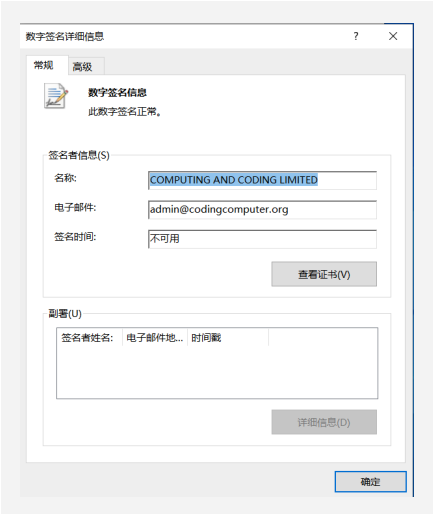 数字签名详细信息 ? ×
常规 高级
数字签名信息
此数字签名正常。
签名者信息(S)
名称: COMPUTING AND CODING LIMITED
电子邮件: admin@codingcomputer.org
签名时间: 不可用
查看证书(V)
副署(U)
签名者姓名: 电子邮件地... 时间戳
详细信息(D)
确定